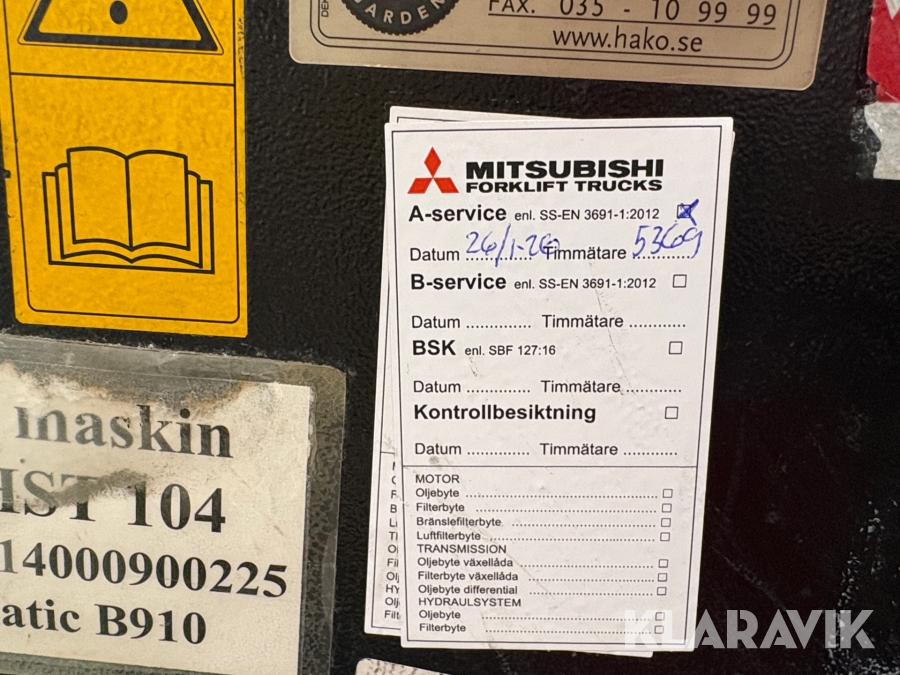 GARDEN
FAX. 035 - 10 99 99
www.hako.se
MITSUBISHI
FORKLIFT TRUCKS
A-service enl. SS-EN 3691-1:2012
Datum 26/1-26 Timmätare 5369
B-service enl. SS-EN 3691-1:2012
Datum .............. Timmätare ............
BSK enl. SBF 127:16
Datum .............. Timmätare ............
Kontrollbesiktning
Datum .............. Timmätare ............
MOTOR
Oljebyte
Filterbyte
Bränslefilterbyte
Luftfilterbyte
TRANSMISSION
Oljebyte växellåda
Filterbyte växellåda
Oljebyte differential
HYDRAULSYSTEM
Oljebyte
Filterbyte
maskin
HST 104
14000900225
atic B910
KLARAVIK